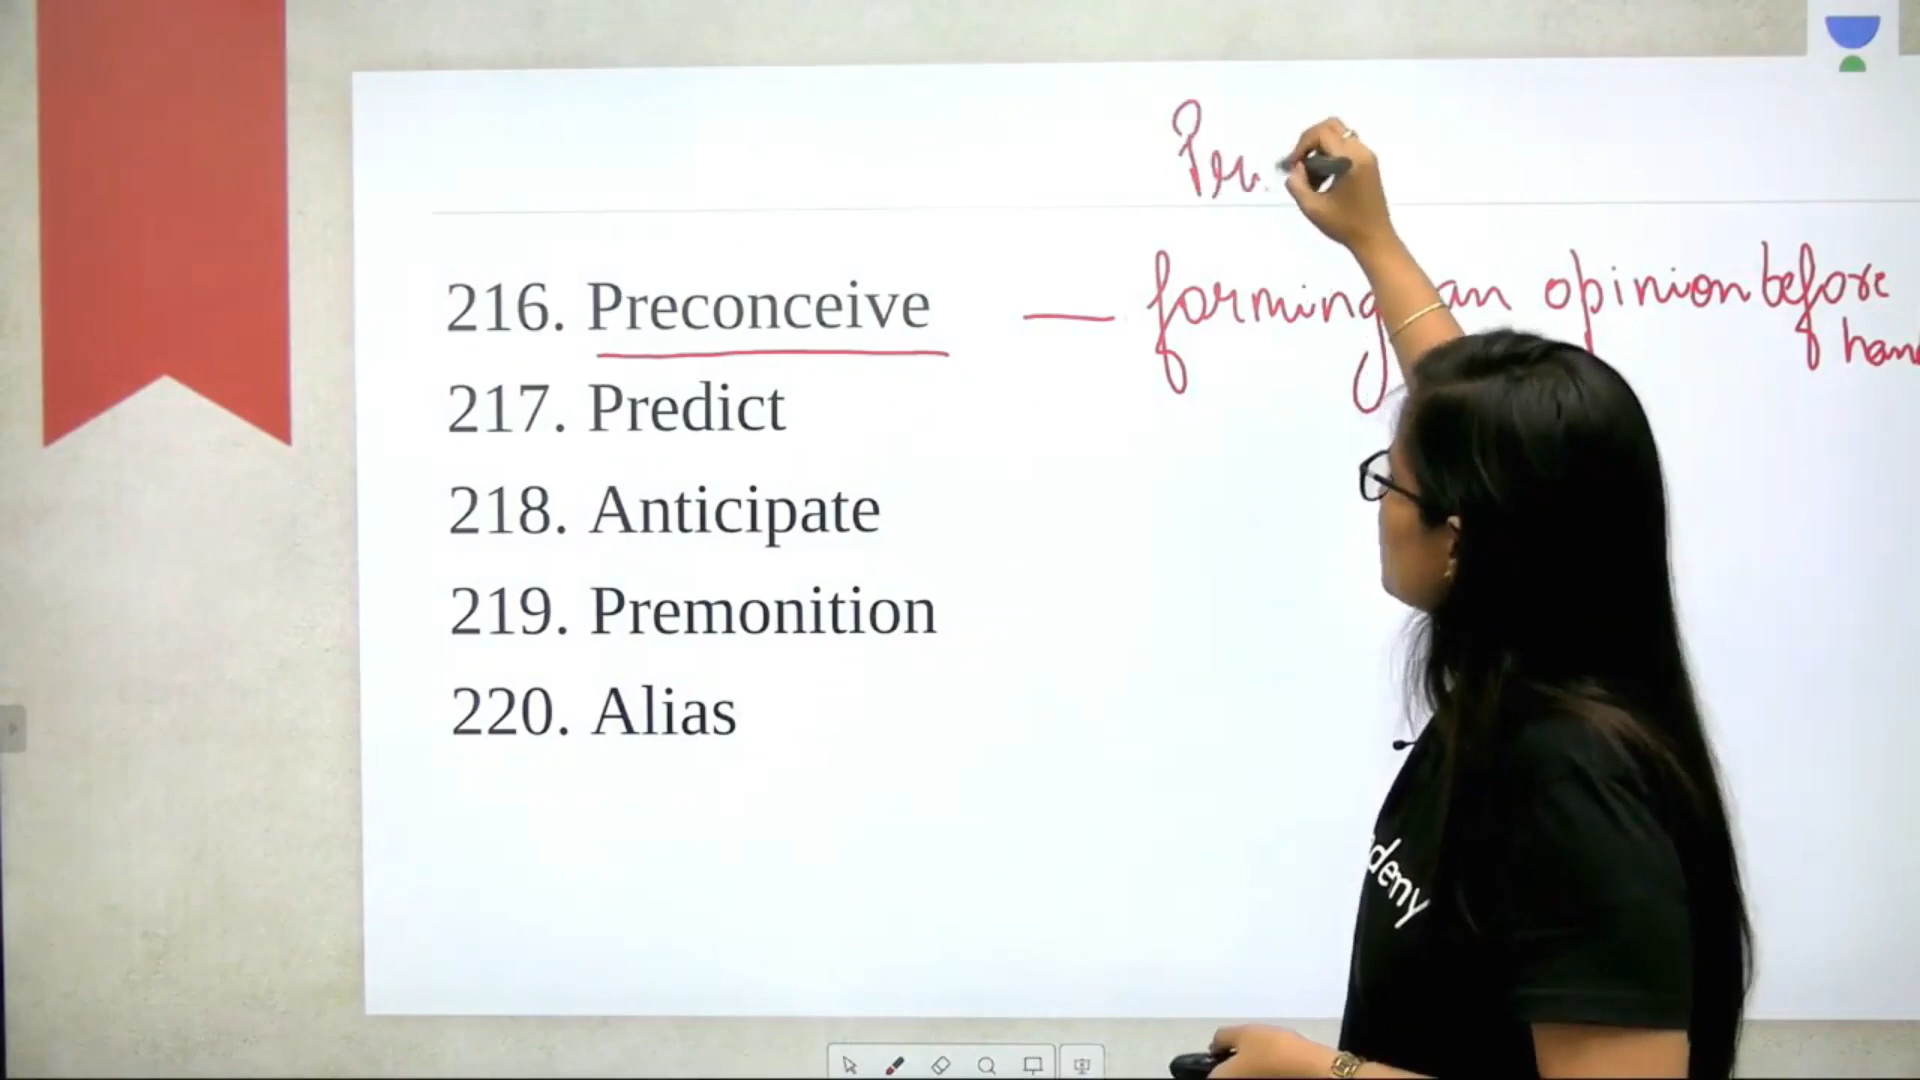 216. Preconceive — forming an opinion before
217. Predict
218. Anticipate
219. Premonition
220. Alias